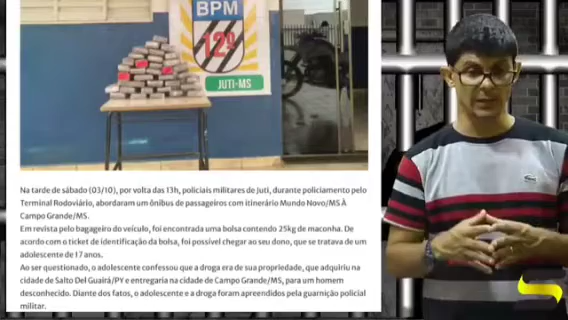 BPM
12º
JUTI-MS
Na tarde de sábado (03/10), por volta das 13h, policiais militares de Juti, durante policiamento pelo
Terminal Rodoviário, abordaram um ônibus de passageiros com itinerário Mundo Novo/MS À
Campo Grande/MS.
Em revista pelo bagageiro do veículo, foi encontrada uma bolsa contendo 25kg de maconha. De
acordo com o ticket de identificação da bolsa, foi possível chegar ao seu dono, que se tratava de um
adolescente de 17 anos.
Ao ser questionado, o adolescente confessou que a droga era de sua propriedade, que adquiriu na
cidade de Salto Del Guairá/PY e entregaria na cidade de Campo Grande/MS, para um homem
desconhecido. Diante dos fatos, o adolescente e a droga foram apreendidos pela guarnição policial
militar.